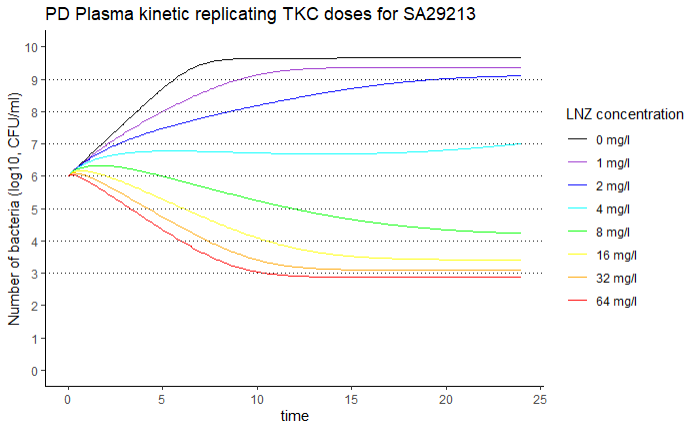 PD Plasma kinetic replicating TKC doses for SA29213
Number of bacteria (log10, CFU/ml)
10
9
8
7
6
5
4
3
2
1
0
0 5 10 15 20 25
time
LNZ concentration
0 mg/l
1 mg/l
2 mg/l
4 mg/l
8 mg/l
16 mg/l
32 mg/l
64 mg/l